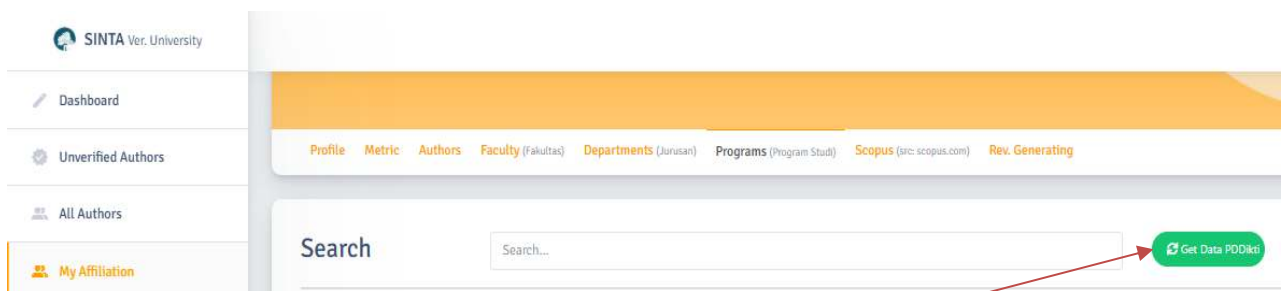 SINTA Ver. University
Dashboard
Unverified Authors
All Authors
My Affiliation
Profile Metric Authors Faculty (Fakultas) Departments (Jurusan) Programs (Program Studi) Scopus (src: scopus.com) Rev. Generating
Search Search... Get Data PDDikti